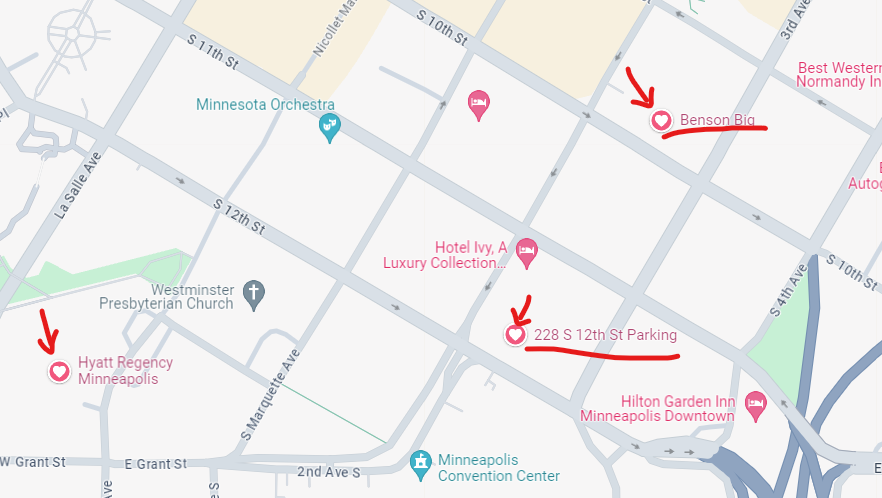 S 10th St
3rd Ave
S 11th St
Nicollet Ma
Best Western
Normandy In
Minnesota Orchestra
Benson Big
Pl
La Salle Ave
Autog
S 12th St
Hotel Ivy, A
Luxury Collection...
S 10th St
S 4th Ave
Westminster
Presbyterian Church
228 S 12th St Parking
Hyatt Regency
Minneapolis
S Marquette Ave
Hilton Garden Inn
Minneapolis Downtown
W Grant St
E Grant St
2nd Ave S
Minneapolis
Convention Center
Ave
e S
E